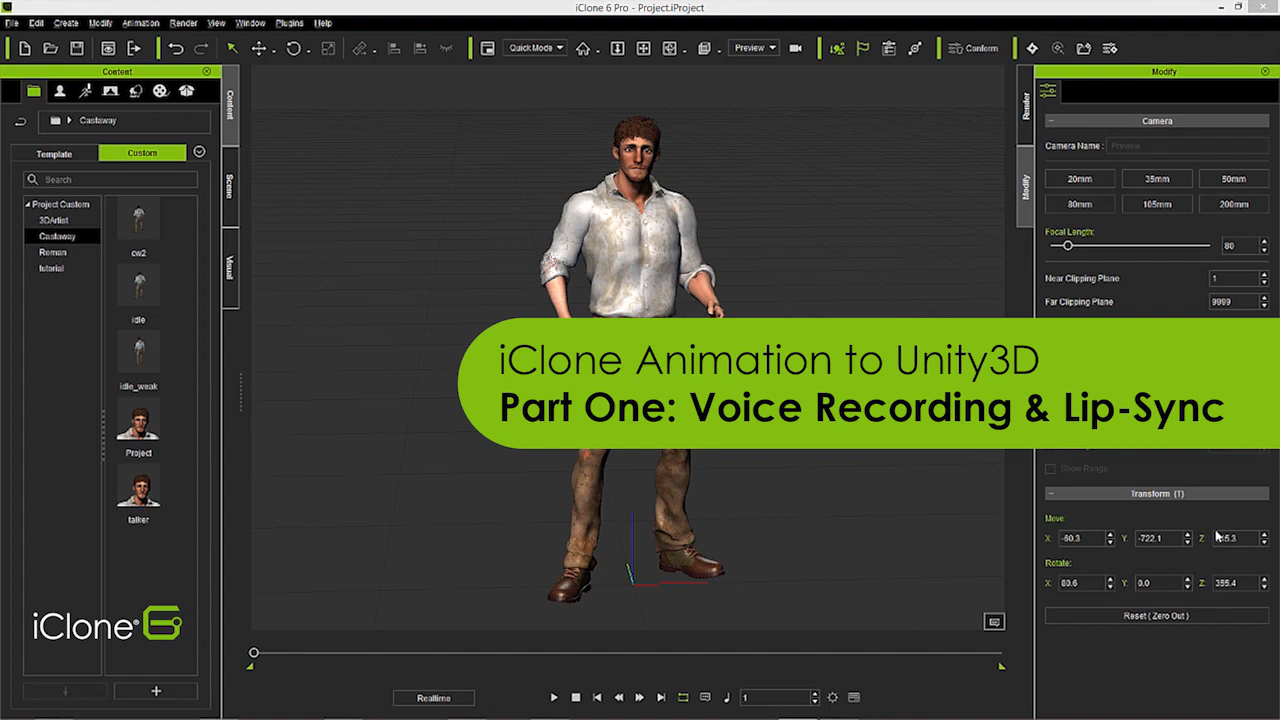 iClone 6 Pro - Project.iProject
File Edit Create Modify Animation Render View Window Plugins Help
Quick Mode
Preview
Conform
Content
Castaway
Template
Custom
Search
Project Custom
3DArtist
Castaway
Roman
tutorial
cw2
idle
idle_weak
Project
talker
Content
Scene
Visual
iClone® 6
iClone Animation to Unity3D
Part One: Voice Recording & Lip-Sync
Realtime
1
Render
Modify
Modify
Camera
Camera Name : Preview
20mm 35mm 50mm
80mm 105mm 200mm
Focal Length:
80
Near Clipping Plane 1
Far Clipping Plane 9999
Show Range
Transform (1)
Move:
X: -60.3 Y: -722.1 Z:
Rotate:
X: 80.6 Y: 0.0 Z: 355.4
Reset ( Zero Out )